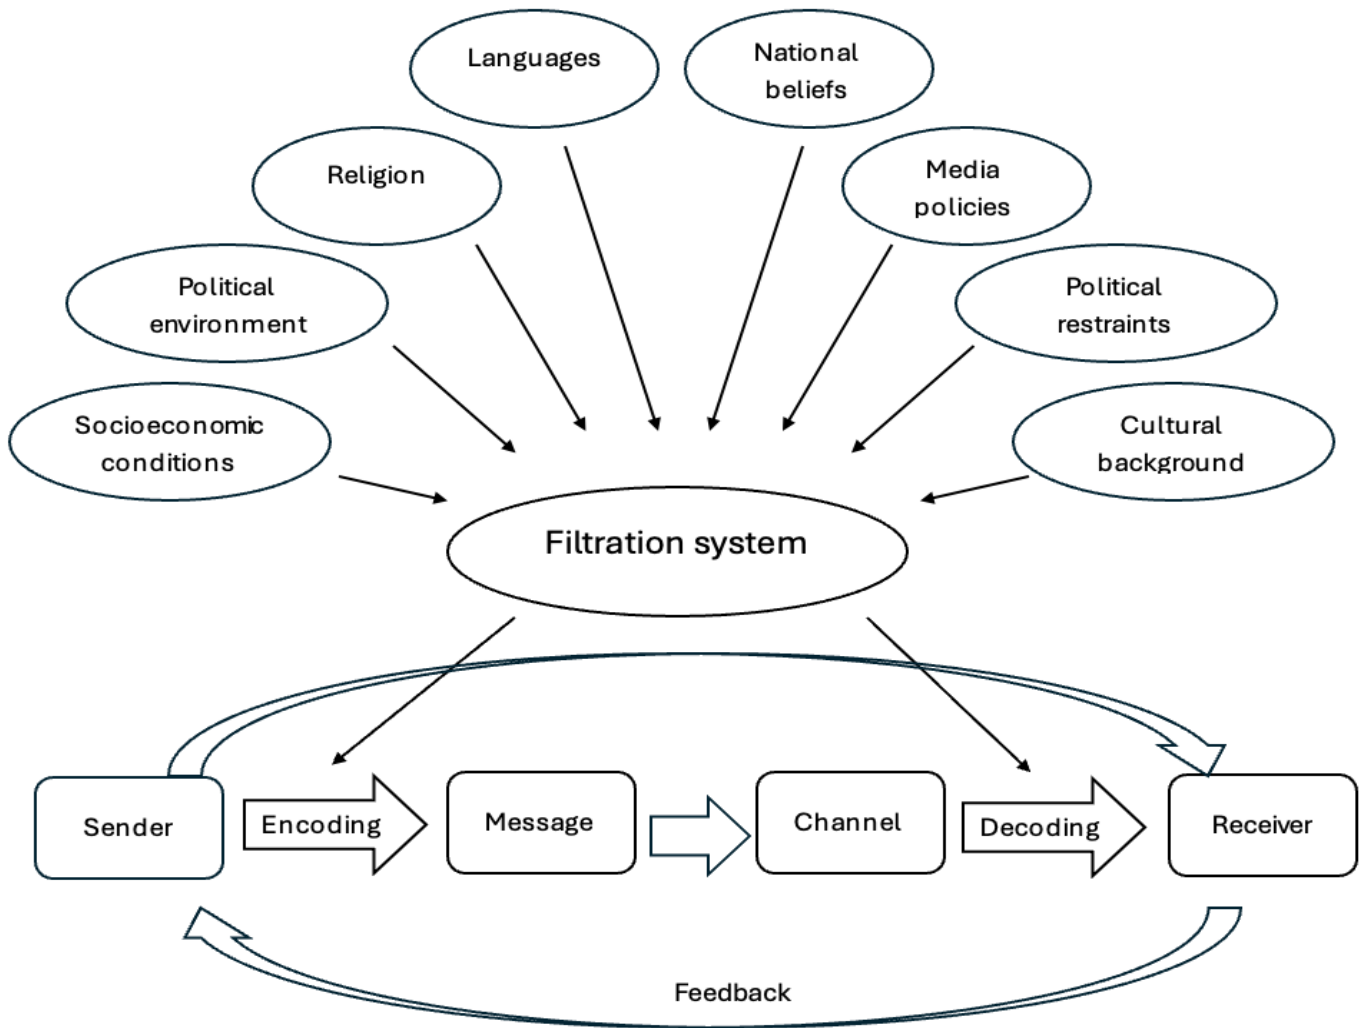 Languages
National
beliefs
Religion
Media
policies
Political
environment
Political
restraints
Socioeconomic
conditions
Cultural
background
Filtration system
Sender
Encoding
Message
Channel
Decoding
Receiver
Feedback